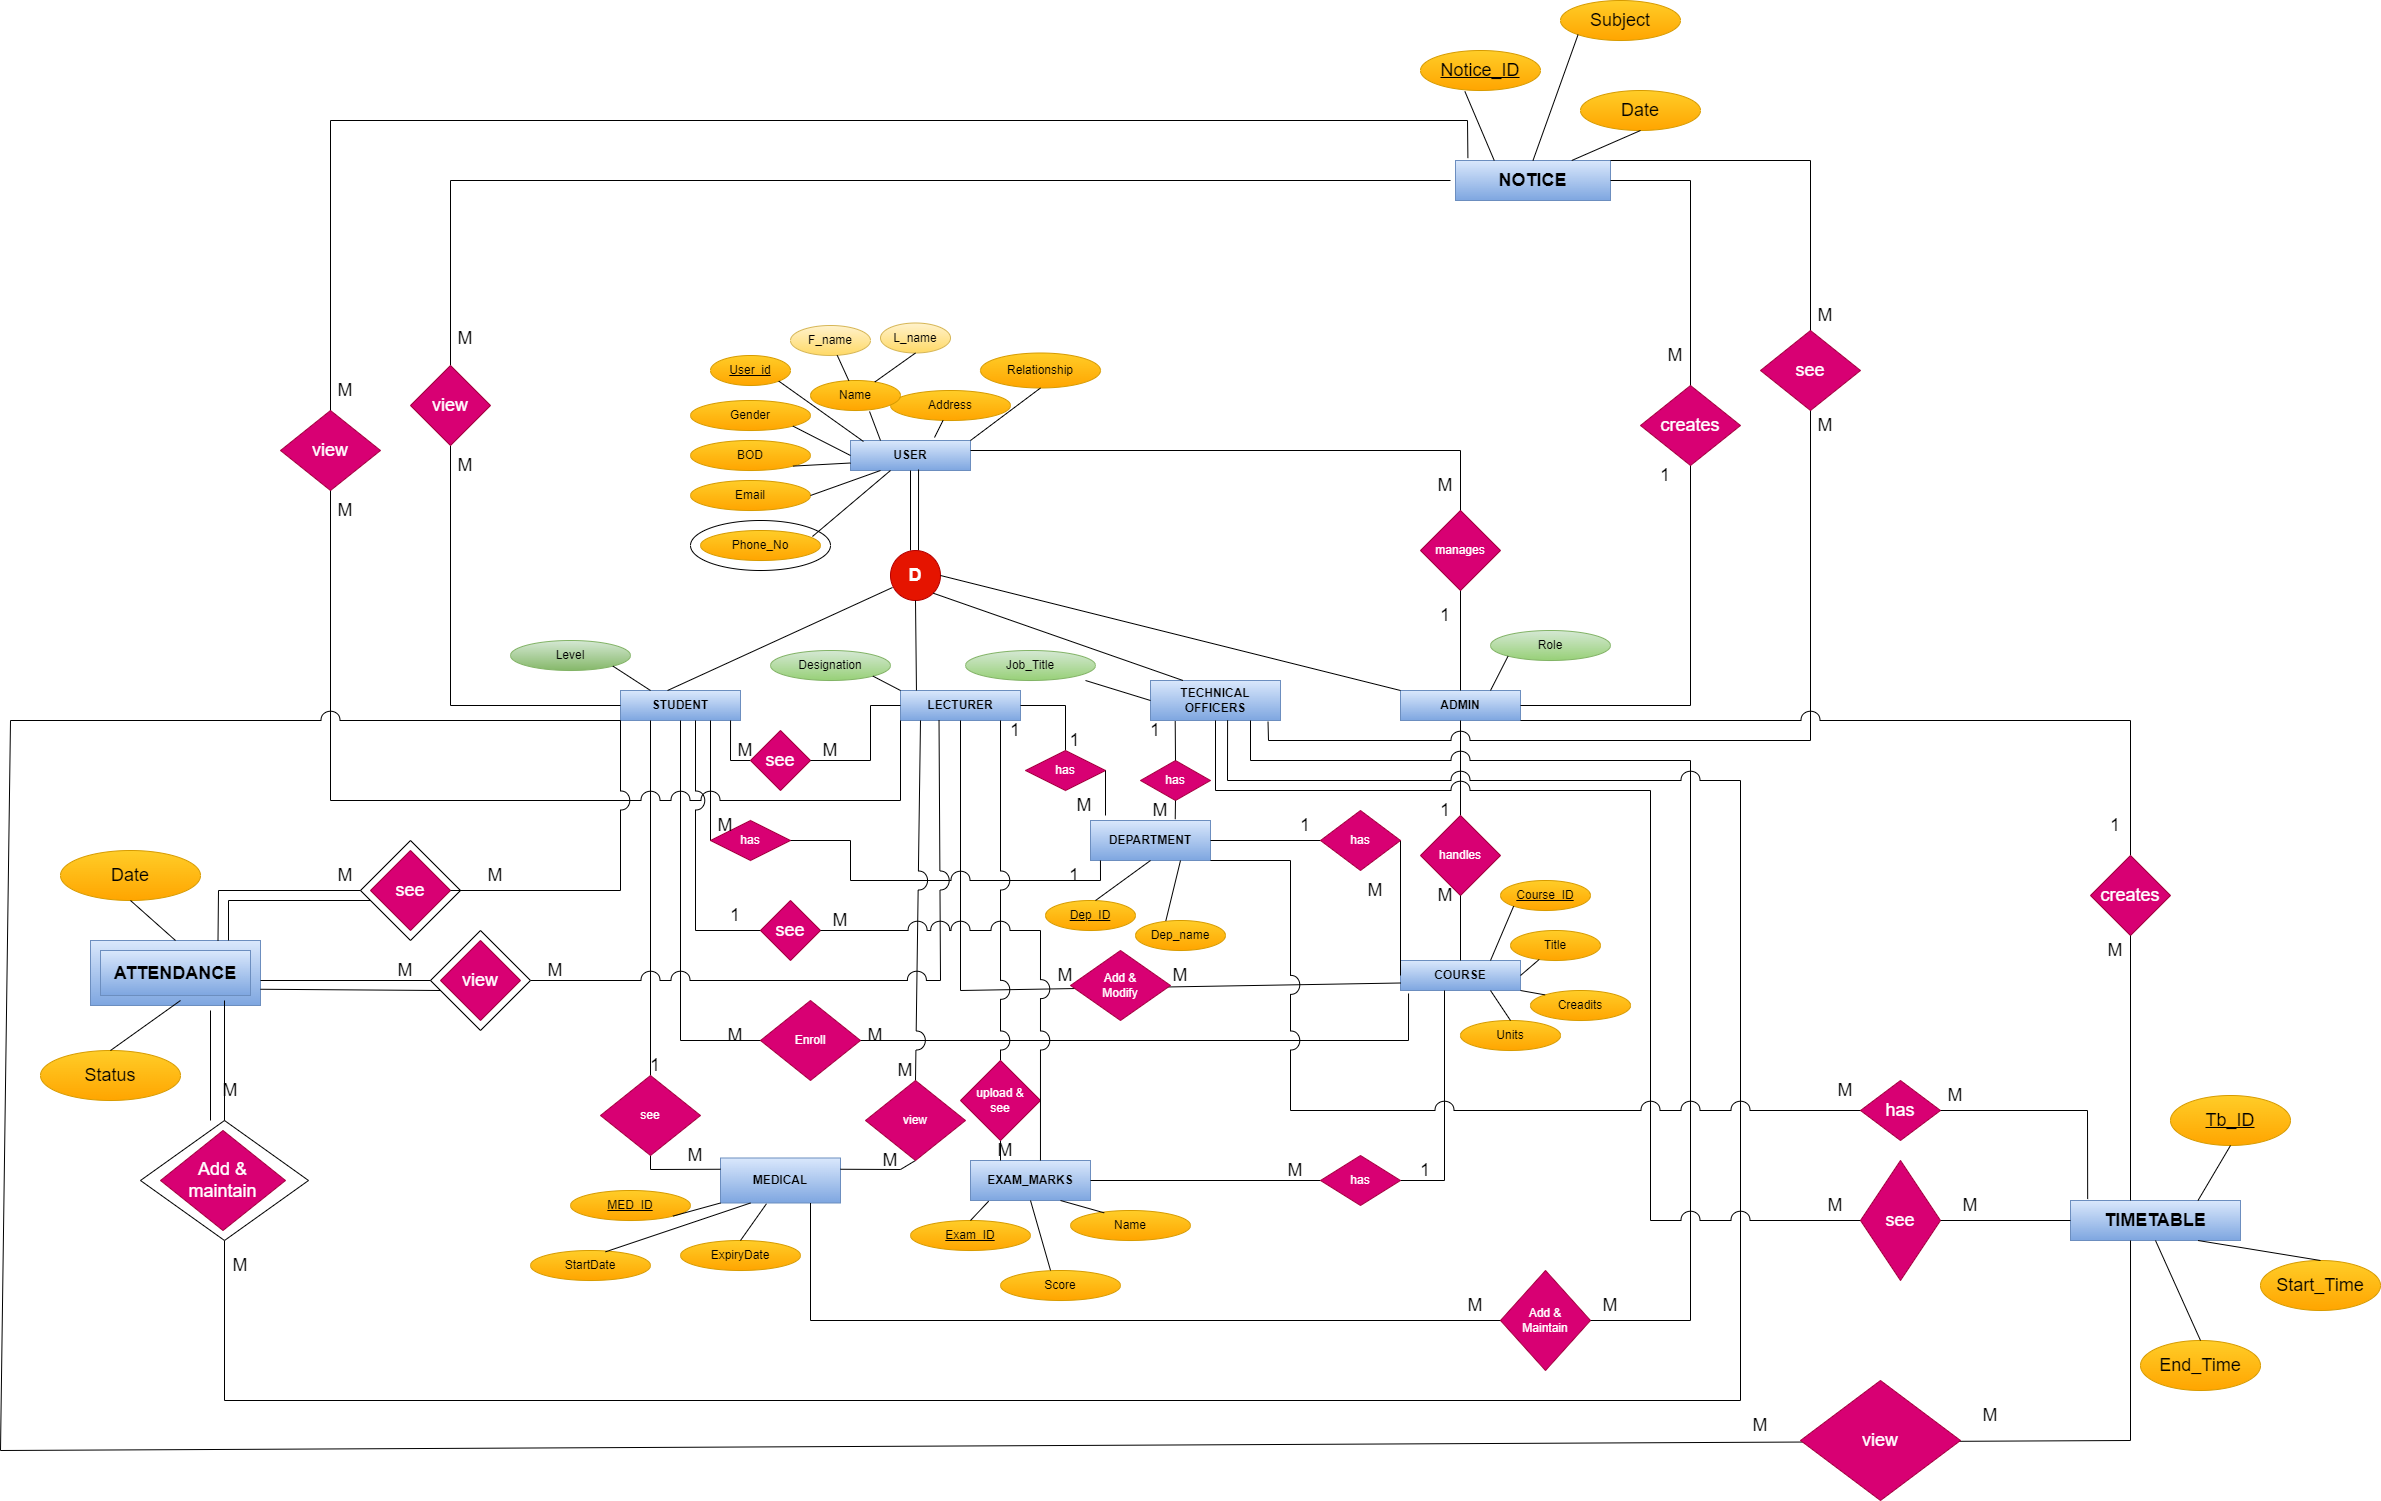 Subject
Notice_ID
Date
NOTICE
M
M
M
M
view
view
M
M
M
see
creates
M
1
F_name
L_name
User_id
Name
Relationship
Gender
Address
BOD
USER
Email
Phone_No
M
manages
1
D
Level
Designation
Job_Title
Role
STUDENT
LECTURER
TECHNICAL
OFFICERS
ADMIN
M
see
M
1
1
has
M
1
has
M
M
has
1
DEPARTMENT
1
has
M
1
handles
M
Dep_ID
Dep_name
Course_ID
Title
COURSE
Creadits
Units
1
creates
M
Date
M
see
M
ATTENDANCE
M
view
M
Status
M
Add &
maintain
M
1
see
M
M
Add &
Modify
M
M
Enroll
M
1
see
M
M
view
M
upload &
see
M
MEDICAL
EXAM_MARKS
M
has
1
MED_ID
StartDate
ExpiryDate
Exam_ID
Name
Score
M
has
M
Tb_ID
M
see
M
TIMETABLE
Start_Time
End_Time
M
Add &
Maintain
M
M
view
M